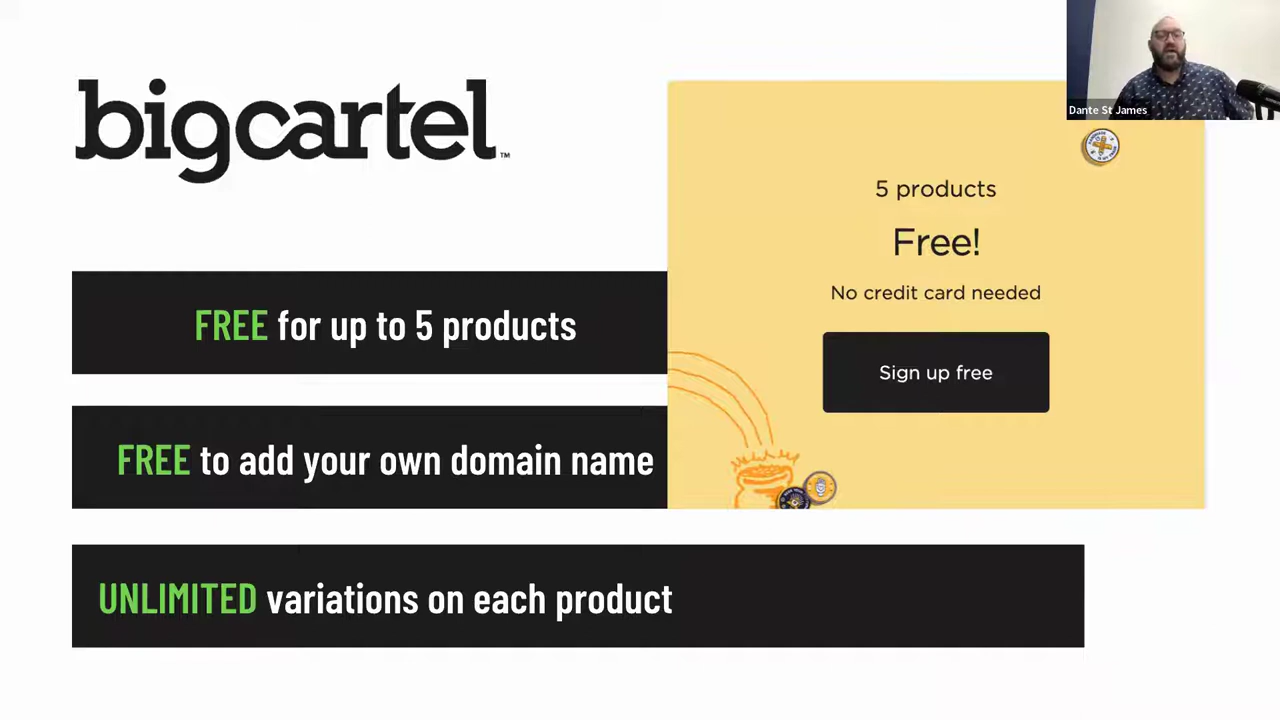 bigcartel™
FREE for up to 5 products
FREE to add your own domain name
UNLIMITED variations on each product
5 products
Free!
No credit card needed
Sign up free
Dante St James